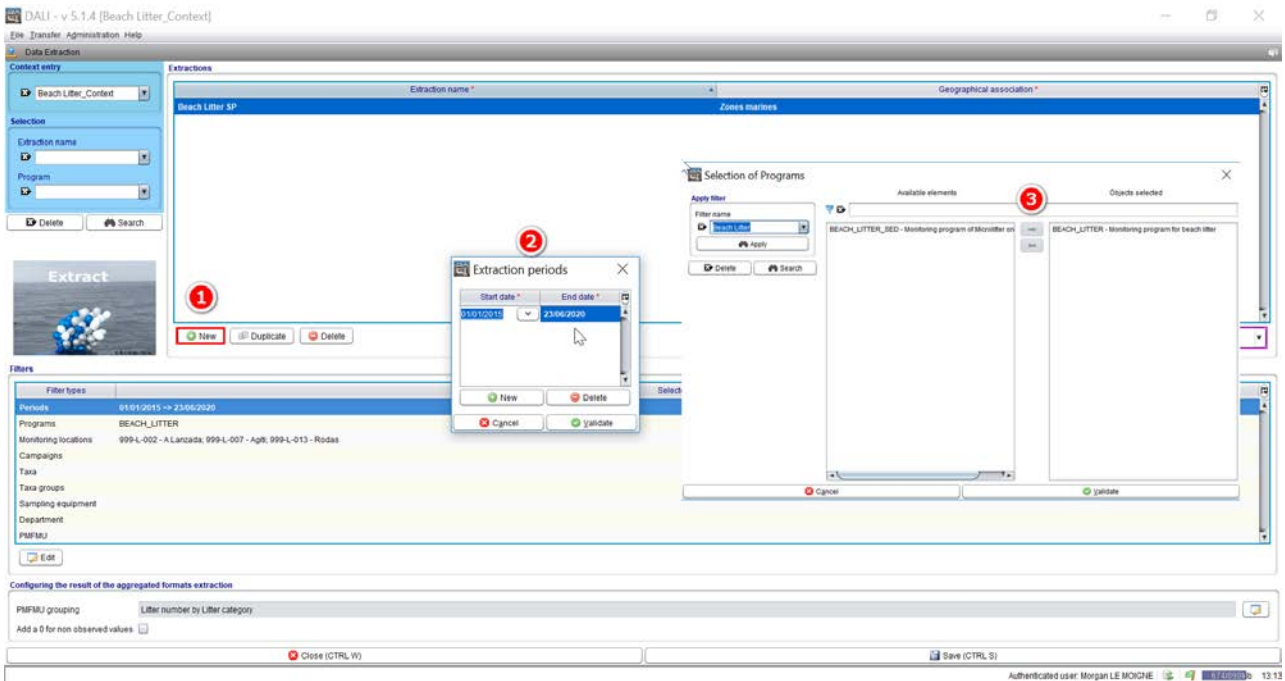 DALI - v 5.1.4 [Beach Litter_Context]
File Transfer Administration Help
Data Extraction
Context entry
Beach Litter_Context
Selection
Extraction name
Program
Delete Search
Extract
Extractions
Extraction name * Geographical association *
Beach Litter SP Zones marines
1
New Duplicate Delete
2
Extraction periods
Start date * End date *
01/01/2015 23/06/2020
New Delete
Cancel Validate
Selection of Programs
Apply filter
Filter name
Beach Litter
Apply
Delete Search
Available elements 3 Objects selected
BEACH_LITTER_SED - Monitoring program of Microlitter on
BEACH_LITTER - Monitoring program for beach litter
Cancel Validate
Filters
Filter types Select
Periods 01/01/2015 => 23/06/2020
Programs BEACH_LITTER
Monitoring locations 999-L-002 - A Lanzada; 999-L-007 - Agiti; 999-L-013 - Rodas
Campaigns
Taxa
Taxa groups
Sampling equipment
Department
PMFMU
Edit
Configuring the result of the aggregated formats extraction
PMFMU grouping Litter number by Litter category
Add a 0 for non observed values
Close (CTRL W) Save (CTRL S)
Authenticated user: Morgan LE MOIGNE 13:13